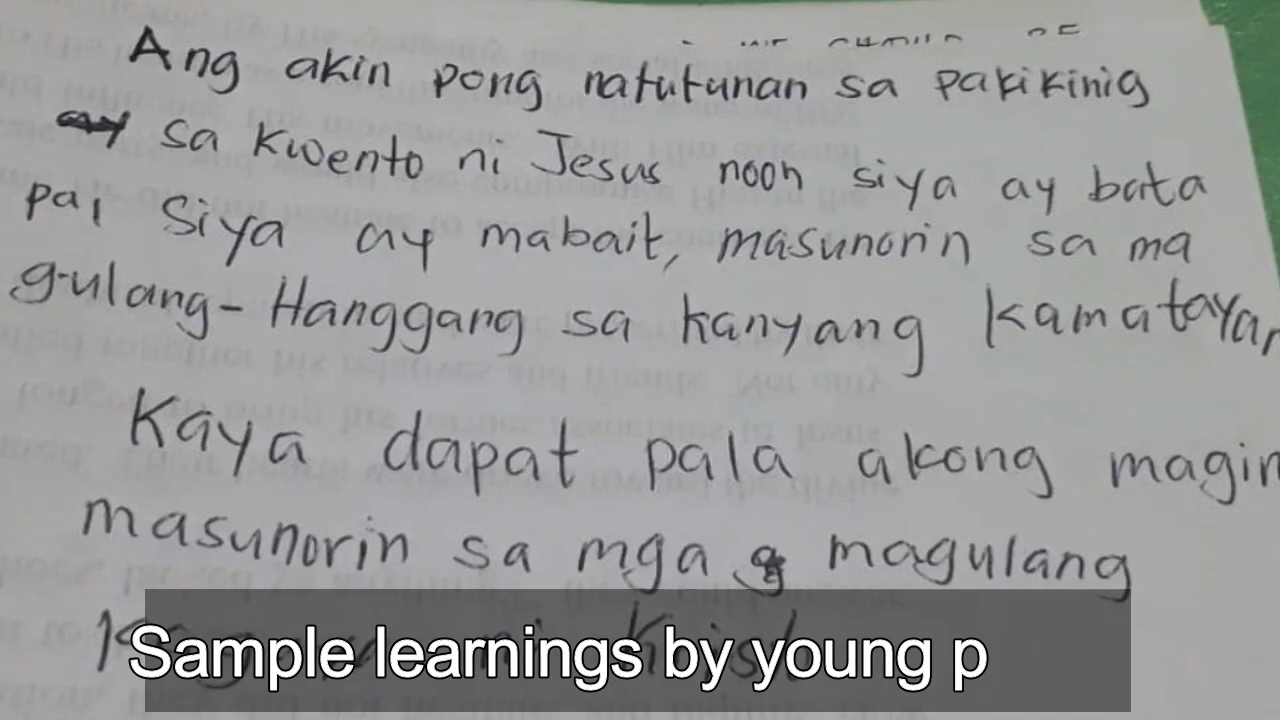 Ang akin pong natutunan sa pakikinig
sa kwento ni Jesus noon siya ay bata
pa, Siya ay mabait, masunorin sa ma
gulang - Hanggang sa kanyang kamatayan
Kaya dapat pala akong magin
masunorin sa mga magulang
Sample learnings by young p